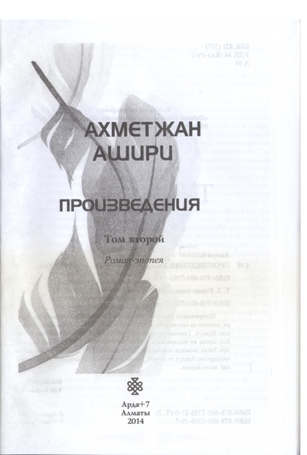 АХМЕТЖАН
АШИРИ
ПРОИЗВЕДЕНИЯ
Том второй
Роман-эпопея
Арда+7
Алматы
2014